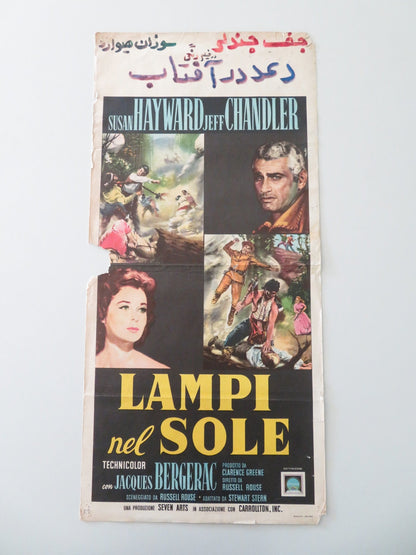 جف چندلر سوزان هیوارد
رعد در آفتاب
SUSAN HAYWARD JEFF CHANDLER
LAMPI
nel SOLE
TECHNICOLOR
con JACQUES BERGERAC
PRODOTTO DA
CLARENCE GREENE
DIRETTO DA
RUSSELL ROUSE
SCENEGGIATO DA RUSSELL ROUSE • ADATTATO DA STEWART STERN
UNA PRODUZIONE SEVEN ARTS IN ASSOCIAZIONE CON CARROLLTON, INC.